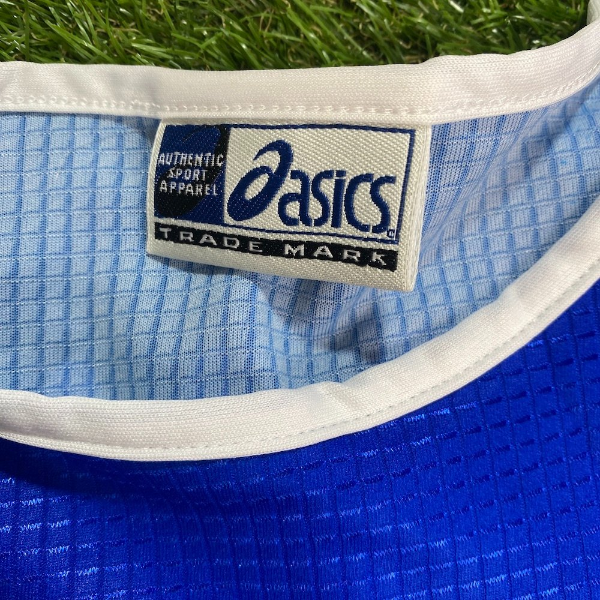 AUTHENTIC
SPORT
APPAREL
asics
TRADE MARK